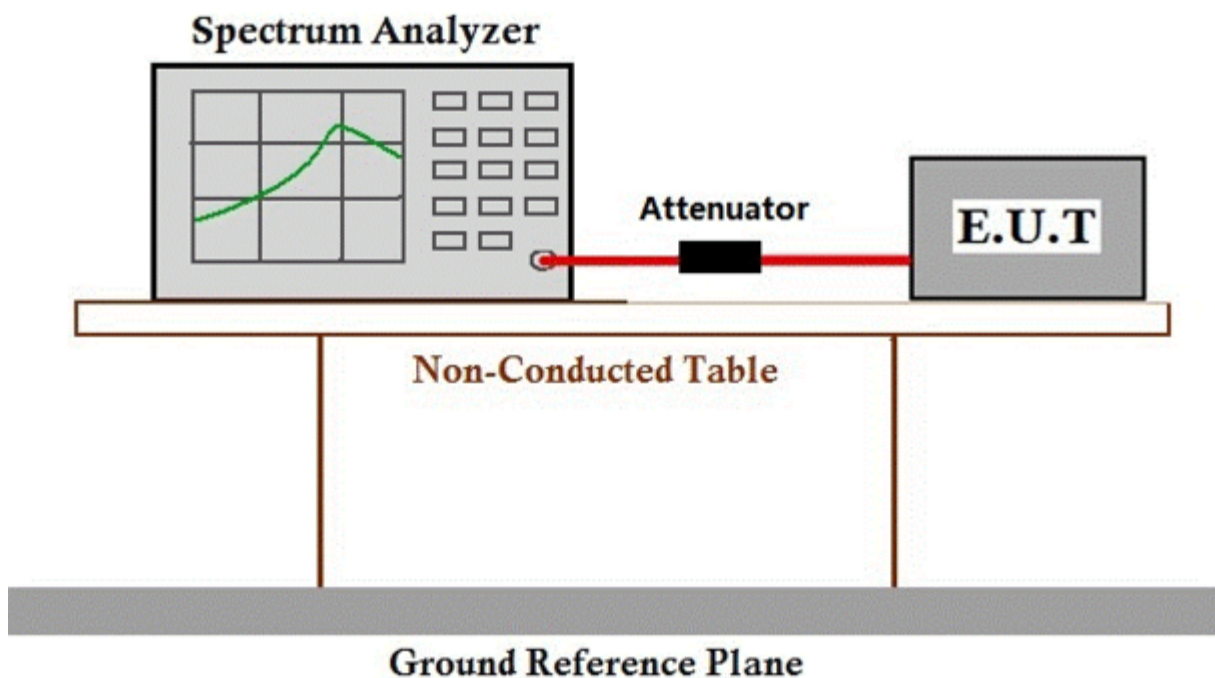 Spectrum Analyzer
Attenuator
E.U.T
Non-Conducted Table
Ground Reference Plane